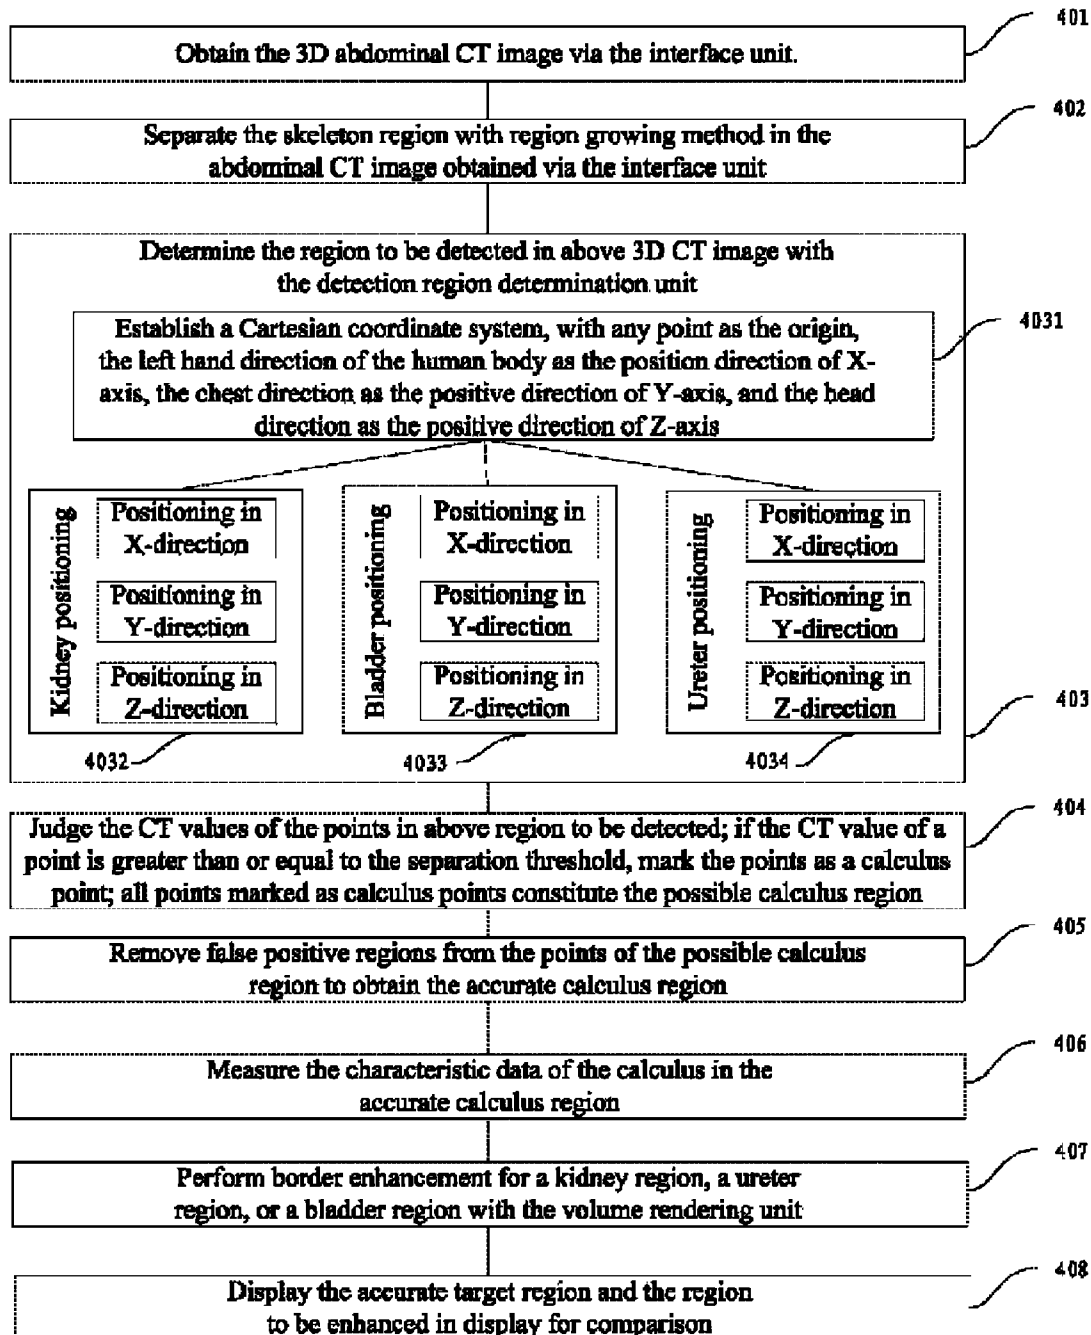 401
Obtain the 3D abdominal CT image via the interface unit.
402
Separate the skeleton region with region growing method in the
abdominal CT image obtained via the interface unit
Determine the region to be detected in above 3D CT image with
the detection region determination unit
4031
Establish a Cartesian coordinate system, with any point as the origin,
the left hand direction of the human body as the position direction of X-
axis, the chest direction as the positive direction of Y-axis, and the head
direction as the positive direction of Z-axis
Kidney positioning
Positioning in
X-direction
Positioning in
Y-direction
Positioning in
Z-direction
4032
Bladder positioning
Positioning in
X-direction
Positioning in
Y-direction
Positioning in
Z-direction
4033
Ureter positioning
Positioning in
X-direction
Positioning in
Y-direction
Positioning in
Z-direction
4034
403
404
Judge the CT values of the points in above region to be detected; if the CT value of a
point is greater than or equal to the separation threshold, mark the points as a calculus
point; all points marked as calculus points constitute the possible calculus region
405
Remove false positive regions from the points of the possible calculus
region to obtain the accurate calculus region
406
Measure the characteristic data of the calculus in the
accurate calculus region
407
Perform border enhancement for a kidney region, a ureter
region, or a bladder region with the volume rendering unit
408
Display the accurate target region and the region
to be enhanced in display for comparison